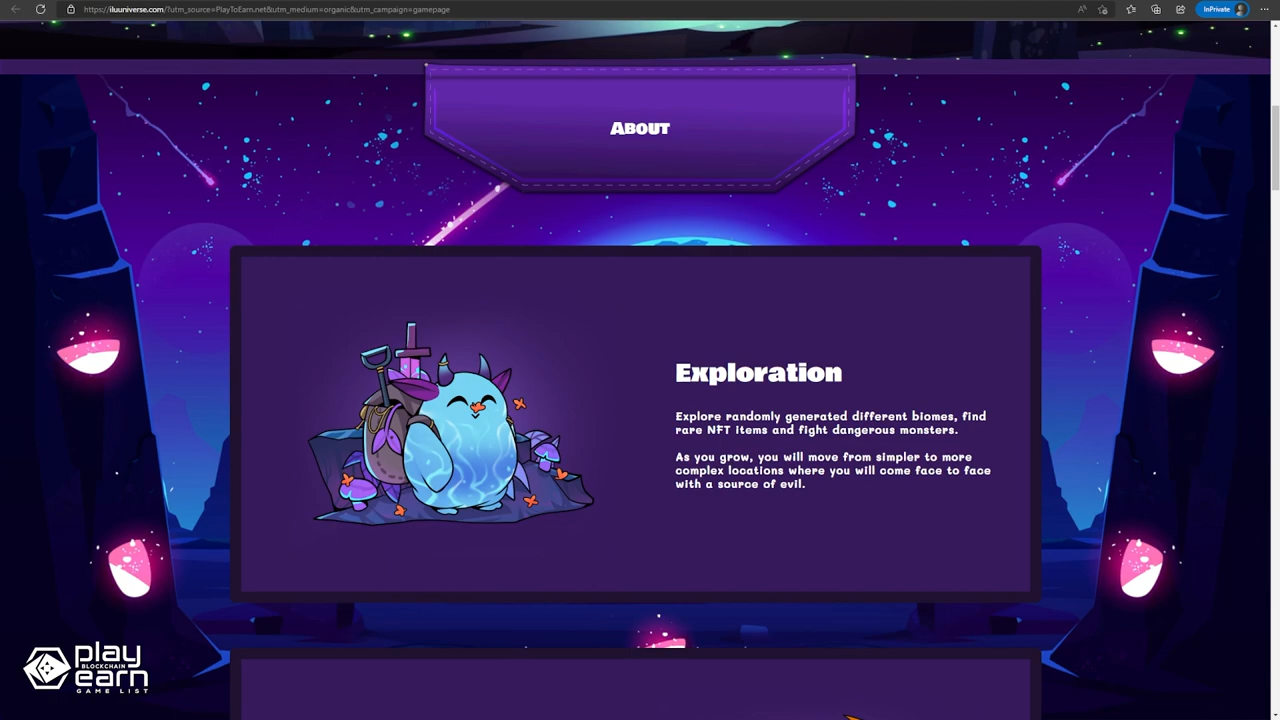 https://iluuniverse.com/?utm_source=PlayToEarn.net&utm_medium=organic&utm_campaign=gamepage
InPrivate
About
Exploration
Explore randomly generated different biomes, find
rare NFT items and fight dangerous monsters.
As you grow, you will move from simpler to more
complex locations where you will come face to face
with a source of evil.
play
BLOCKCHAIN
earn
GAME LIST